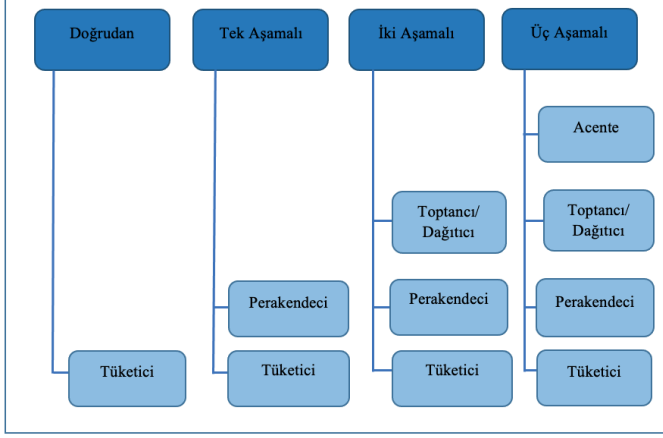 Doğrudan
Tek Aşamalı
İki Aşamalı
Üç Aşamalı
Acente
Toptancı/
Dağıtıcı
Toptancı/
Dağıtıcı
Perakendeci
Perakendeci
Perakendeci
Tüketici
Tüketici
Tüketici
Tüketici